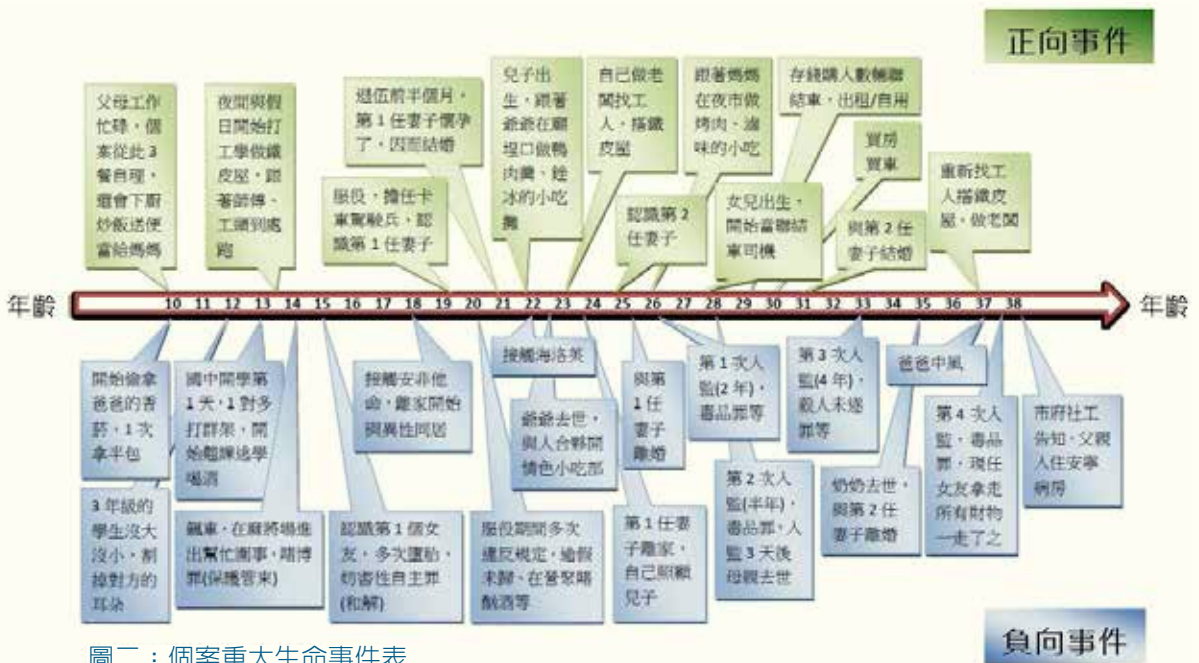 正向事件
父母工作
忙碌，個
案從此 3
餐自理，
還會下廚
炒飯送便
當給媽媽
夜間與假
日開始打
工學做鐵
皮屋，跟
著師傅、
工頭到處
跑
退伍前半個月，
第 1 任妻子懷孕
了，因而結婚
服役，擔任卡
車駕駛兵，認
識第 1 任妻子
兒子出
生，跟著
爺爺在廟
埕口做鴨
肉羹、銼
冰的小吃
攤
自己做老
闆找工
人，搭鐵
皮屋
認識第 2
任妻子
跟著媽媽
在夜市做
烤肉、滷
味的小吃
女兒出生，
開始當聯結
車司機
存錢購入數輛聯
結車，出租/自用
買房
買車
與第 2 任
妻子結婚
重新找工
人搭鐵皮
屋，做老闆
年齡 10 11 12 13 14 15 16 17 18 19 20 21 22 23 24 25 26 27 28 29 30 31 32 33 34 35 36 37 38 年齡
開始偷拿
爸爸的香
菸，1 次
拿半包
3 年級的
學生沒大
沒小，割
掉對方的
耳朵
國中開學第
1 天，1 對多
打群架，開
始翹課逃學
喝酒
飆車，在麻將場進
出幫忙圍事，賭博
罪(保護管束)
認識第 1 個女
友，多次墮胎，
妨害性自主罪
(和解)
接觸安非他
命，離家開始
與異性同居
服役期間多次
違反規定，逾假
未歸、在營聚賭
酗酒等
接觸海洛英
爺爺去世，
與人合夥開
情色小吃部
第 1 任妻
子離家，
自己照顧
兒子
與第
1 任
妻子
離婚
第 1 次入
監(2 年)，
毒品罪等
第 2 次入
監(半年)，
毒品罪，入
監 3 天後
母親去世
第 3 次入
監(4 年)，
殺人未遂
罪等
奶奶去世，
與第 2 任
妻子離婚
爸爸中風
第 4 次入
監，毒品
罪，現任
女友拿走
所有財物
一走了之
市府社工
告知，父親
入住安寧
病房
負向事件
圖二：個案重大生命事件表